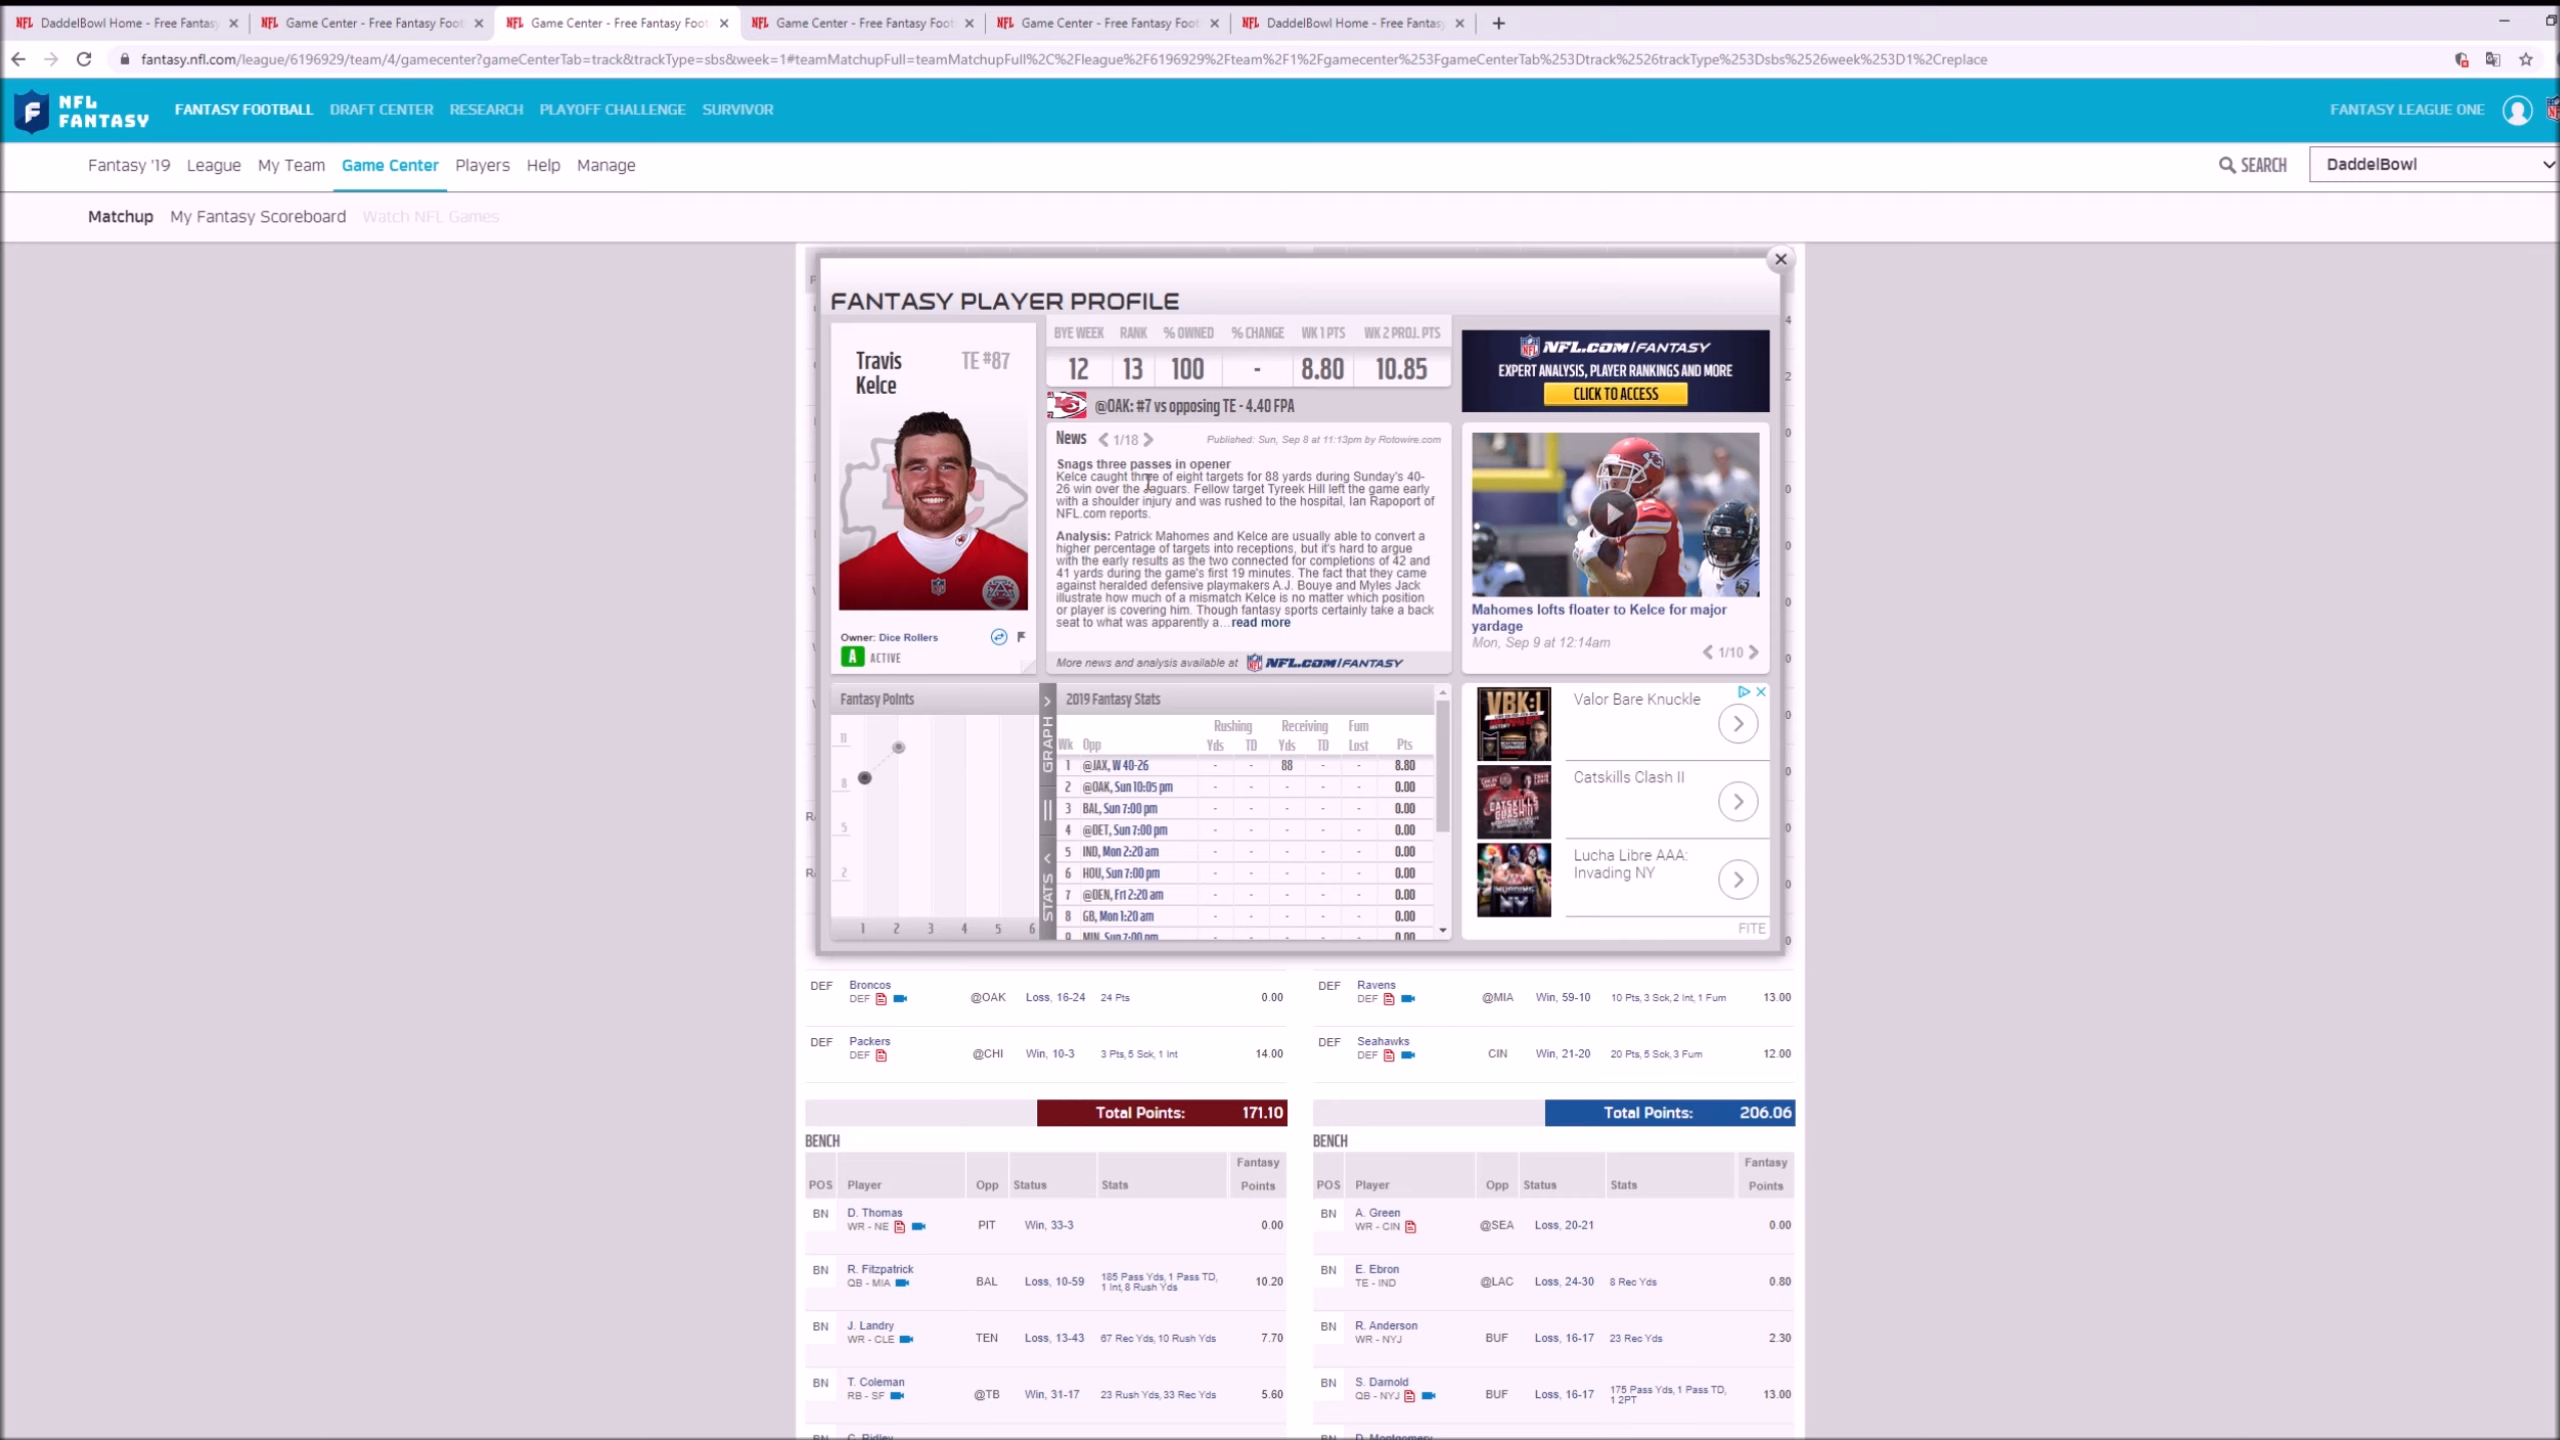 DaddelBowl Home - Free Fantasy
Game Center - Free Fantasy Foot
Game Center - Free Fantasy Foot
Game Center - Free Fantasy Foot
Game Center - Free Fantasy Foot
DaddelBowl Home - Free Fantasy
fantasy.nfl.com/league/6196929/team/4/gamecenter?gameCenterTab=track&trackType=sbs&week=1#teamMatchupFull=teamMatchupFull%2C%2Fleague%2F6196929%2Fteam%2F1%2Fgamecenter%253FgameCenterTab%253Dtrack%2526trackType%253Dsbs%2526week%253D1%2Creplace
NFL FANTASY
FANTASY FOOTBALL DRAFT CENTER RESEARCH PLAYOFF CHALLENGE SURVIVOR
FANTASY LEAGUE ONE
Fantasy '19 League My Team Game Center Players Help Manage
SEARCH
DaddelBowl
Matchup My Fantasy Scoreboard Watch NFL Games
FANTASY PLAYER PROFILE
Travis Kelce
TE #87
BYE WEEK RANK % OWNED % CHANGE WK 1 PTS WK 2 PROJ. PTS
12 13 100 - 8.80 10.85
@OAK: #7 vs opposing TE - 4.40 FPA
News 1/18 Published: Sun, Sep 8 at 11:13pm by Rotowire.com
Snags three passes in opener
Kelce caught three of eight targets for 88 yards during Sunday's 40-
26 win over the Jaguars. Fellow target Tyreek Hill left the game early
with a shoulder injury and was rushed to the hospital, Ian Rapoport of
NFL.com reports.
Analysis: Patrick Mahomes and Kelce are usually able to convert a
higher percentage of targets into receptions, but it's hard to argue
with the early results as the two connected for completions of 42 and
41 yards during the game's first 19 minutes. The fact that they came
against heralded defensive playmakers A.J. Bouye and Myles Jack
illustrate how much of a mismatch Kelce is no matter which position
or player is covering him. Though fantasy sports certainly take a back
seat to what was apparently a...read more
More news and analysis available at NFL.COM/FANTASY
Owner: Dice Rollers
A ACTIVE
NFL.COM/FANTASY
EXPERT ANALYSIS, PLAYER RANKINGS AND MORE
CLICK TO ACCESS
Mahomes lofts floater to Kelce for major
yardage
Mon, Sep 9 at 12:14am
1/10
Fantasy Points
11
8
5
2
1 2 3 4 5 6
GRAPH
STATS
2019 Fantasy Stats
Rushing Receiving Fum
Wk Opp Yds TD Yds TD Lost Pts
1 @JAX, W 40-26 - - 88 - - 8.80
2 @OAK, Sun 10:05 pm - - - - - 0.00
3 BAL, Sun 7:00 pm - - - - - 0.00
4 @DET, Sun 7:00 pm - - - - - 0.00
5 IND, Mon 2:20 am - - - - - 0.00
6 HOU, Sun 7:00 pm - - - - - 0.00
7 @DEN, Fri 2:20 am - - - - - 0.00
8 GB, Mon 1:20 am - - - - - 0.00
9 MIN, Sun 7:00 pm 0.00
VBK:1
Valor Bare Knuckle
Catskills Clash II
Lucha Libre AAA:
Invading NY
FITE
DEF Broncos DEF @OAK Loss, 16-24 24 Pts 0.00
DEF Ravens DEF @MIA Win, 59-10 10 Pts, 3 Sck, 2 Int, 1 Fum 13.00
DEF Packers DEF @CHI Win, 10-3 3 Pts, 5 Sck, 1 Int 14.00
DEF Seahawks DEF CIN Win, 21-20 20 Pts, 5 Sck, 3 Fum 12.00
Total Points: 171.10
Total Points: 206.06
BENCH
POS Player Opp Status Stats Fantasy Points
BN D. Thomas WR - NE PIT Win, 33-3 0.00
BN R. Fitzpatrick QB - MIA BAL Loss, 10-59 185 Pass Yds, 1 Pass TD, 1 Int, 8 Rush Yds 10.20
BN J. Landry WR - CLE TEN Loss, 13-43 67 Rec Yds, 10 Rush Yds 7.70
BN T. Coleman RB - SF @TB Win, 31-17 23 Rush Yds, 33 Rec Yds 5.60
BN C. Ridley
BENCH
POS Player Opp Status Stats Fantasy Points
BN A. Green WR - CIN @SEA Loss, 20-21 0.00
BN E. Ebron TE - IND @LAC Loss, 24-30 8 Rec Yds 0.80
BN R. Anderson WR - NYJ BUF Loss, 16-17 23 Rec Yds 2.30
BN S. Darnold QB - NYJ BUF Loss, 16-17 175 Pass Yds, 1 Pass TD, 1 2PT 13.00
BN D. Montgomery